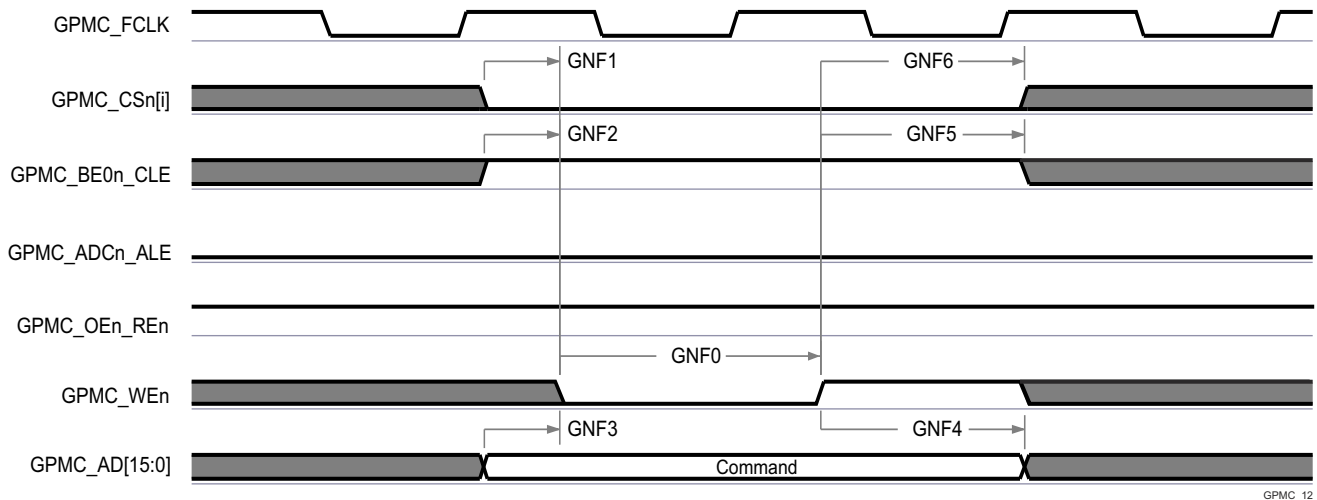 GPMC_FCLK
GNF1
GNF6
GPMC_CSn[i]
GNF2
GNF5
GPMC_BE0n_CLE
GPMC_ADCn_ALE
GPMC_OEn_REn
GNF0
GPMC_WEn
GNF3
GNF4
GPMC_AD[15:0]
Command
GPMC_12